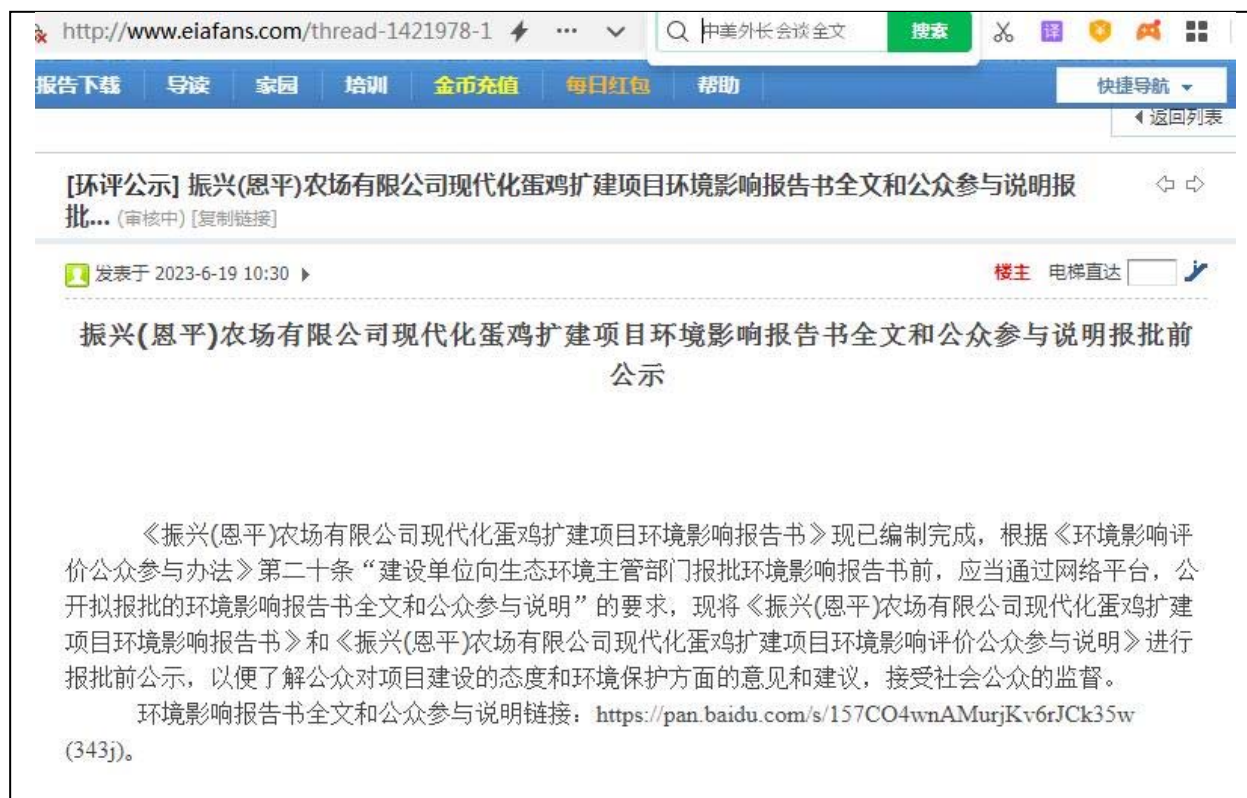 http://www.eiafans.com/thread-1421978-1 中美外长会谈全文 搜索 译
报告下载 导读 家园 培训 金币充值 每日红包 帮助 快捷导航
返回列表
[环评公示] 振兴(恩平)农场有限公司现代化蛋鸡扩建项目环境影响报告书全文和公众参与说明报
批... (审核中) [复制链接]
发表于 2023-6-19 10:30 楼主 电梯直达
振兴(恩平)农场有限公司现代化蛋鸡扩建项目环境影响报告书全文和公众参与说明报批前
公示
《振兴(恩平)农场有限公司现代化蛋鸡扩建项目环境影响报告书》现已编制完成，根据《环境影响评
价公众参与办法》第二十条“建设单位向生态环境主管部门报批环境影响报告书前，应当通过网络平台，公
开拟报批的环境影响报告书全文和公众参与说明”的要求，现将《振兴(恩平)农场有限公司现代化蛋鸡扩建
项目环境影响报告书》和《振兴(恩平)农场有限公司现代化蛋鸡扩建项目环境影响评价公众参与说明》进行
报批前公示，以便了解公众对项目建设的态度和环境保护方面的意见和建议，接受社会公众的监督。
环境影响报告书全文和公众参与说明链接：https://pan.baidu.com/s/157CO4wnAMurjKv6rJCk35w
(343j)。